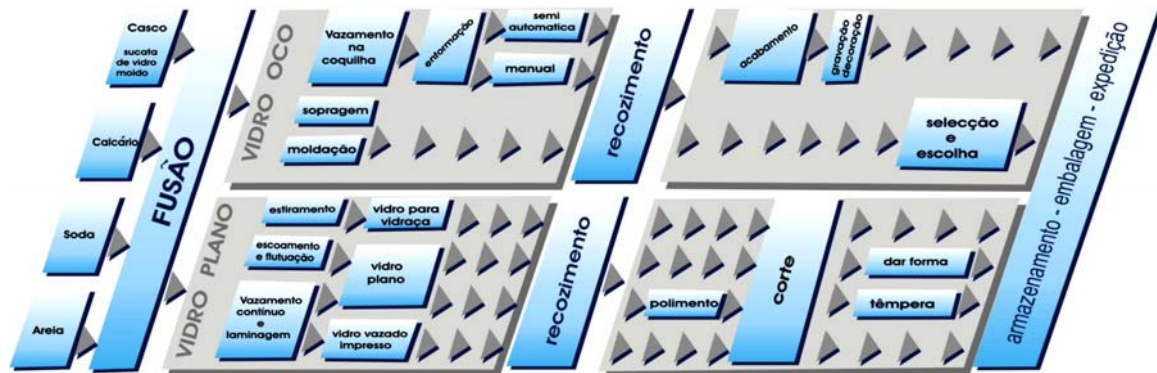 Casco
sucata
de vidro
moido
Calcário
Soda
Areia
FUSÃO
VIDRO OCO
Vazamento
na
coquilha
enformação
semi
automatica
manual
sopragem
moldação
recozimento
acabamento
gravação
decoração
selecção
e
escolha
VIDRO PLANO
estiramento
vidro para
vidraça
escoamento
e flutuação
vidro
plano
Vazamento
contínuo
e
laminagem
vidro vazado
impresso
recozimento
polimento
corte
dar forma
têmpera
armazenamento - embalagem - expedição